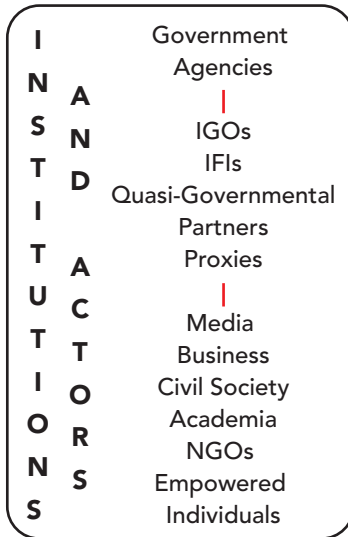 INSTITUTIONS
AND ACTORS
Government
Agencies
IGOs
IFIs
Quasi-Governmental
Partners
Proxies
Media
Business
Civil Society
Academia
NGOs
Empowered
Individuals